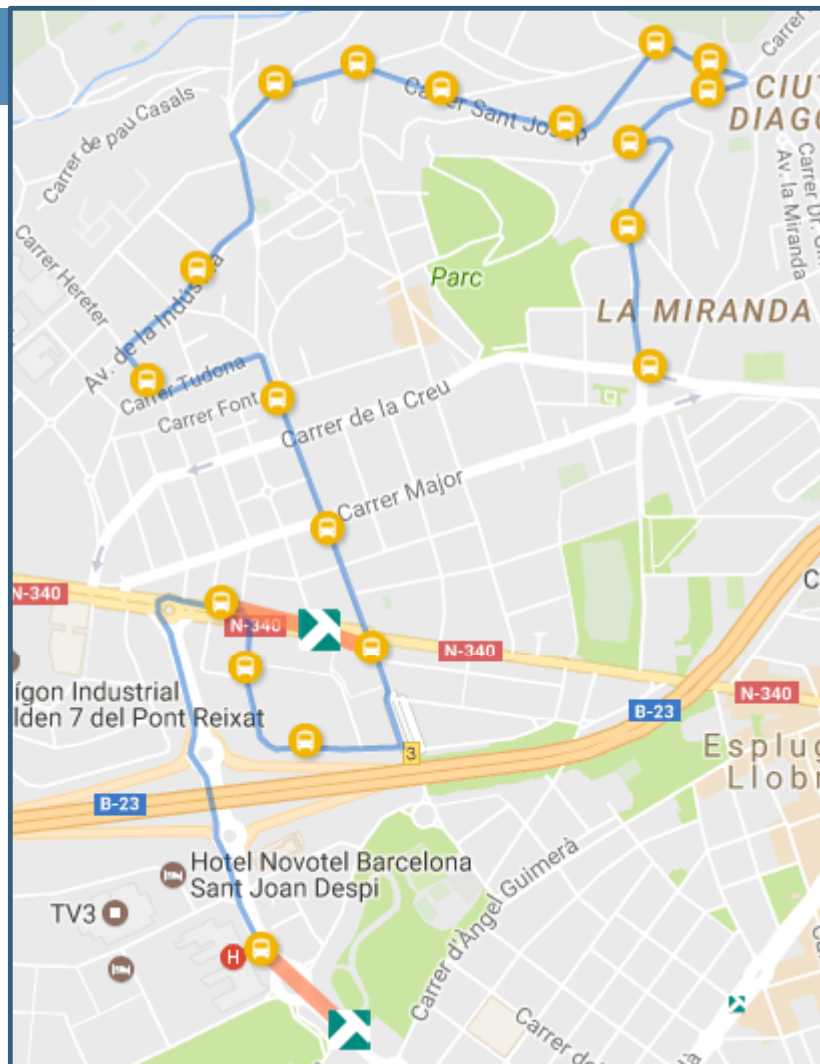 Carrer
CIUT
DIAGO
Carrer Sant Josep
Carrer de pau Casals
Carrer Dr. Gi
Av. la Miranda
Carrer Hereter
Parc
Av. de la Indústria
LA MIRANDA
Carrer Tudona
Carrer Font
Carrer de la Creu
Carrer Major
N-340
N-340
N-340
N-340
ígon Industrial
lden 7 del Pont Reixat
B-23
3
Esplug
Llobr
B-23
Hotel Novotel Barcelona
Sant Joan Despi
Carrer d'Àngel Guimerà
TV3
H
Carrer de